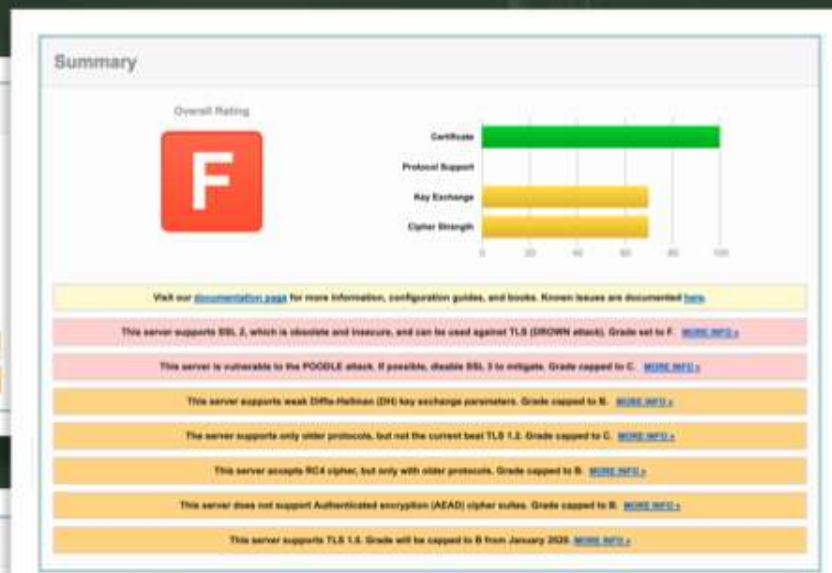 Summary
Overall Rating
F
Certificate
Protocol Support
Key Exchange
Cipher Strength
0 20 40 60 80 100
Visit our documentation page for more information, configuration guides, and books. Known issues are documented here.
This server supports SSL 2, which is obsolete and insecure, and can be used against TLS (DROWN attack). Grade set to F. MORE INFO »
This server is vulnerable to the POODLE attack. If possible, disable SSL 3 to mitigate. Grade capped to C. MORE INFO »
This server supports weak Diffie-Hellman (DH) key exchange parameters. Grade capped to B. MORE INFO »
The server supports only older protocols, but not the current best TLS 1.2. Grade capped to C. MORE INFO »
This server accepts RC4 cipher, but only with older protocols. Grade capped to B. MORE INFO »
This server does not support Authenticated encryption (AEAD) cipher suites. Grade capped to B. MORE INFO »
This server supports TLS 1.0. Grade will be capped to B from January 2020. MORE INFO »